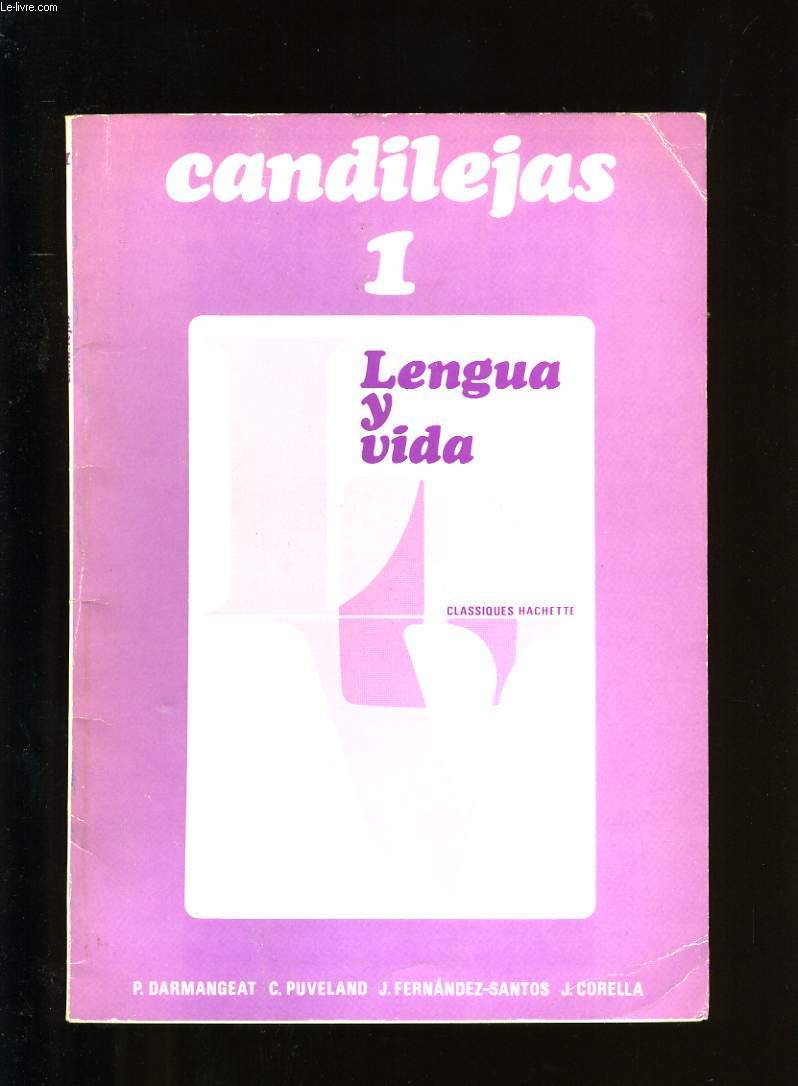 Le-livre.com
candilejas
1
Lengua
y
vida
CLASSIQUES HACHETTE
P. DARMANGEAT C. PUVELAND J. FERNÁNDEZ-SANTOS J. CORELLA